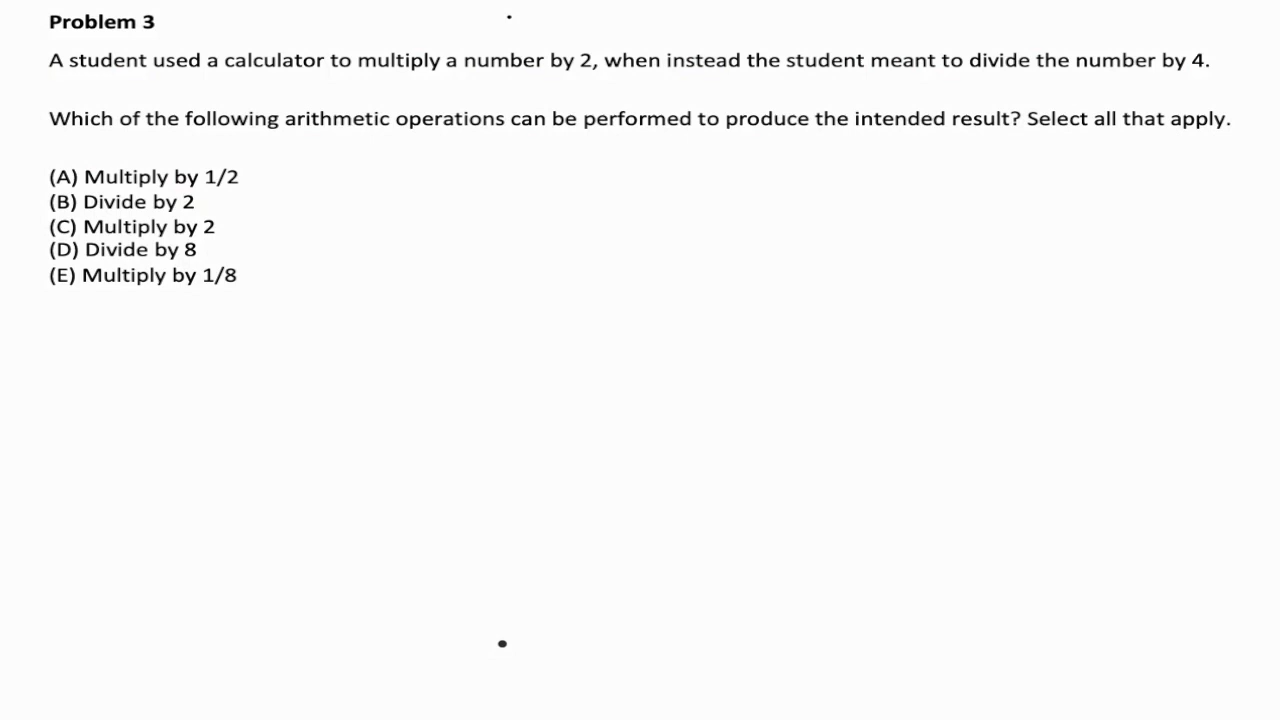 Problem 3
A student used a calculator to multiply a number by 2, when instead the student meant to divide the number by 4.
Which of the following arithmetic operations can be performed to produce the intended result? Select all that apply.
(A) Multiply by 1/2
(B) Divide by 2
(C) Multiply by 2
(D) Divide by 8
(E) Multiply by 1/8